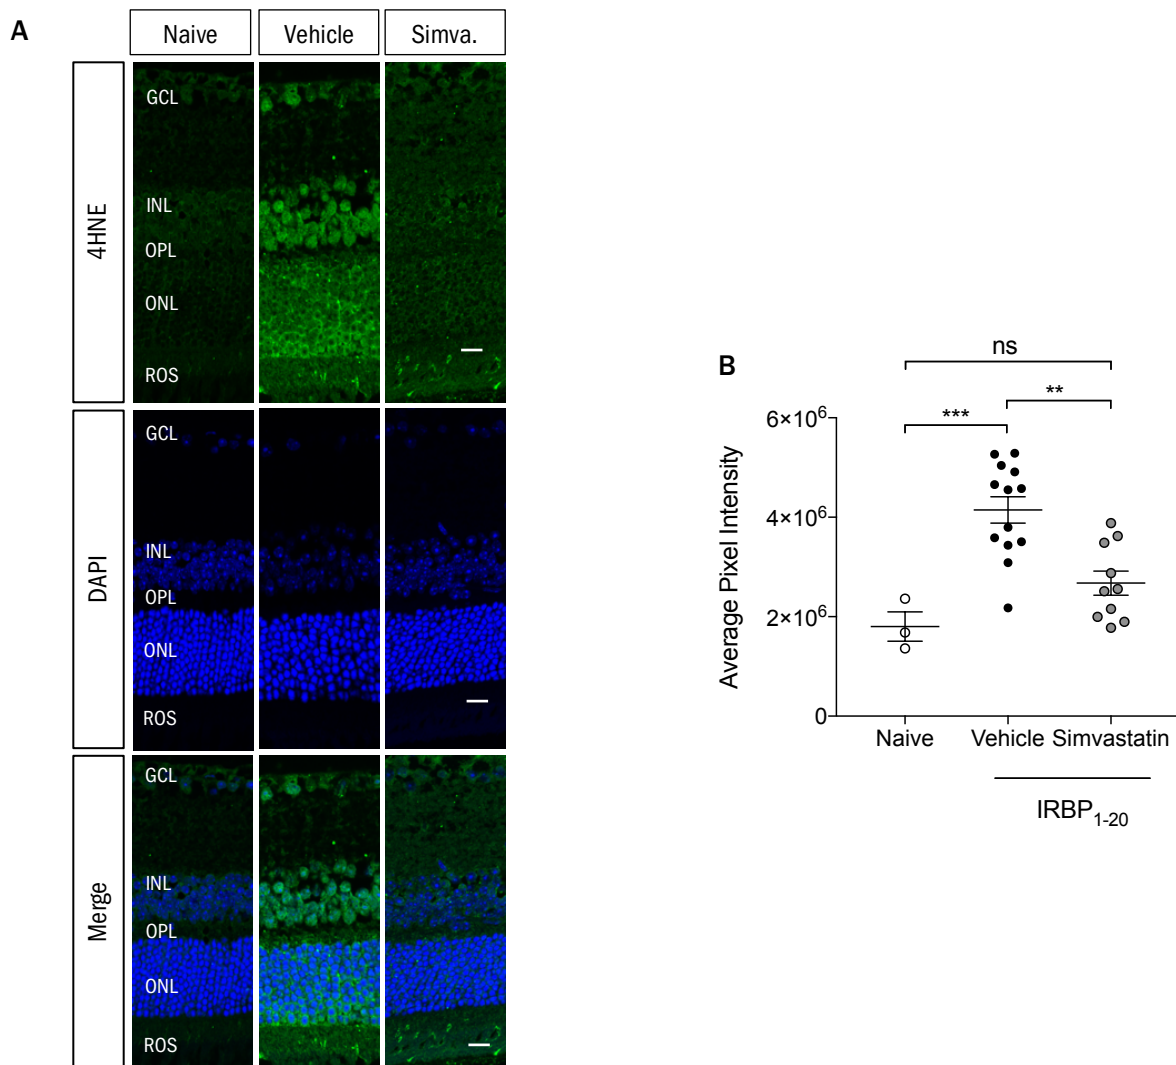 A
Naive Vehicle Simva.
4HNE
GCL
INL
OPL
ONL
ROS
DAPI
GCL
INL
OPL
ONL
ROS
Merge
GCL
INL
OPL
ONL
ROS
B
ns
***
**
Average Pixel Intensity
6×10⁶
4×10⁶
2×10⁶
0
Naive Vehicle Simvastatin
IRBP₁₋₂₀